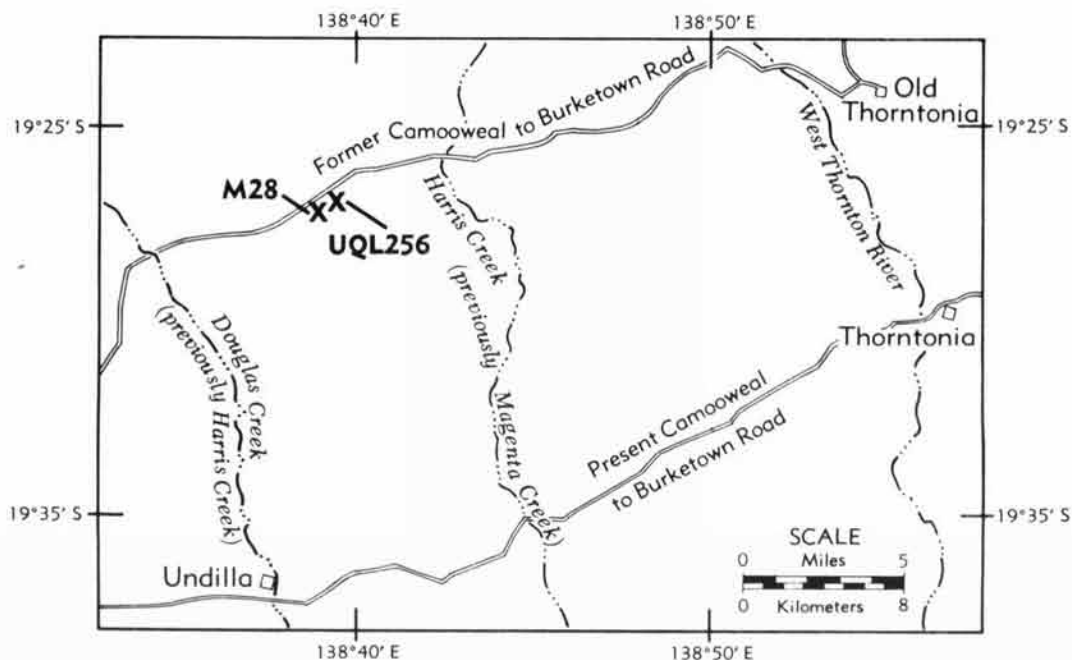 138°40' E
138°50' E
Old
Thorntonia
19°25' S
19°25' S
Former Camooweal to Burketown Road
West Thornton River
M28
UQL256
Harris Creek
(previously Magenta Creek)
Douglas Creek
(previously Harris Creek)
Thorntonia
Present Camooweal
to Burketown Road
19°35' S
19°35' S
Undilla
SCALE
0 Miles 5
0 Kilometers 8
138°40' E
138°50' E